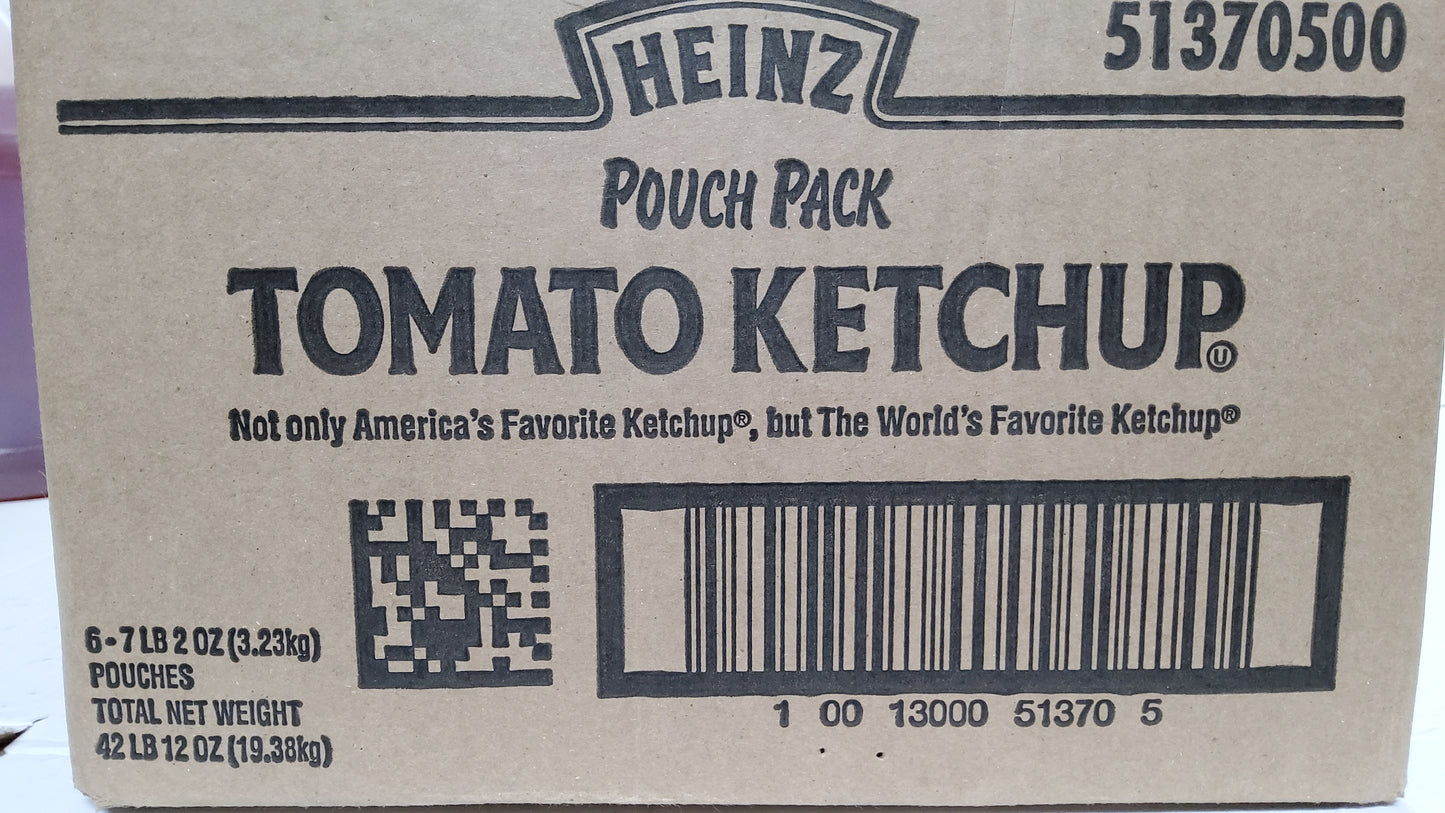 HEINZ
51370500
POUCH PACK
TOMATO KETCHUP Ⓤ
Not only America's Favorite Ketchup®, but The World's Favorite Ketchup®
6-7 LB 2 OZ (3.23kg)
POUCHES
TOTAL NET WEIGHT
42 LB 12 OZ (19.38kg)
1 00 13000 51370 5